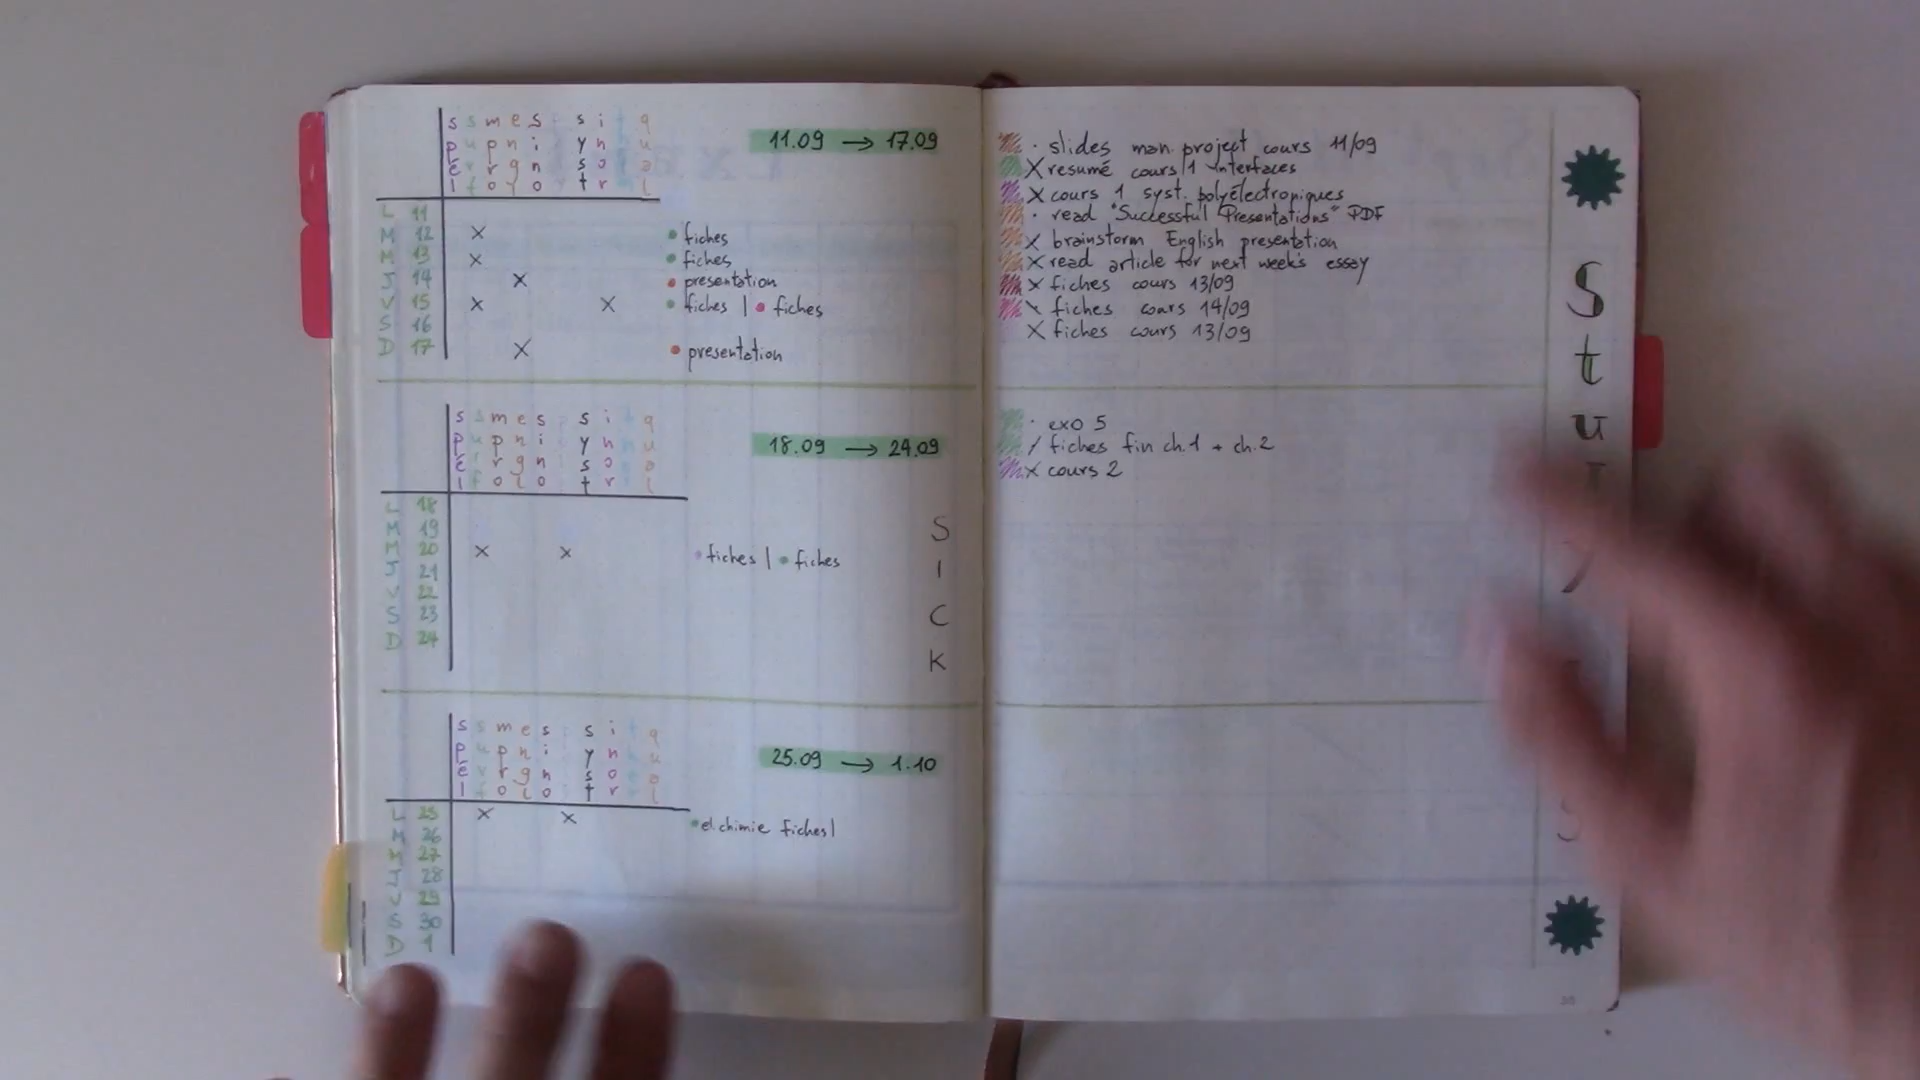 s s m e s s i t q
p u p n i y n u
e r r g n s o a
l f o l o t r l
11.09 → 17.09
L 11
M 12 X • fiches
M 13 X • fiches
J 14 X • presentation
V 15 X X • fiches | • fiches
S 16
D 17 X • presentation
s s m e s s i t q
p u p n i y n u
e r r g n s o a
l f o l o t r l
18.09 → 24.09
L 18
M 19
M 20 X X • fiches | • fiches
J 21
V 22
S 23
D 24
S
I
C
K
s s m e s s i t q
p u p n i y n u
e r r g n s o a
l f o l o t r l
25.09 → 1.10
L 25 X X • el chimie fiches |
M 26
M 27
J 28
V 29
S 30
D 1
· slides man. project cours 11/09
X resumé cours 1 interfaces
X cours 1 syst. polyélectroniques
· read "Successful Presentations" PDF
X brainstorm English presentation
X read article for next week's essay
X fiches cours 13/09
\ fiches cours 14/09
X fiches cours 13/09
· exo 5
/ fiches fin ch.1 + ch.2
X cours 2
S
t
u